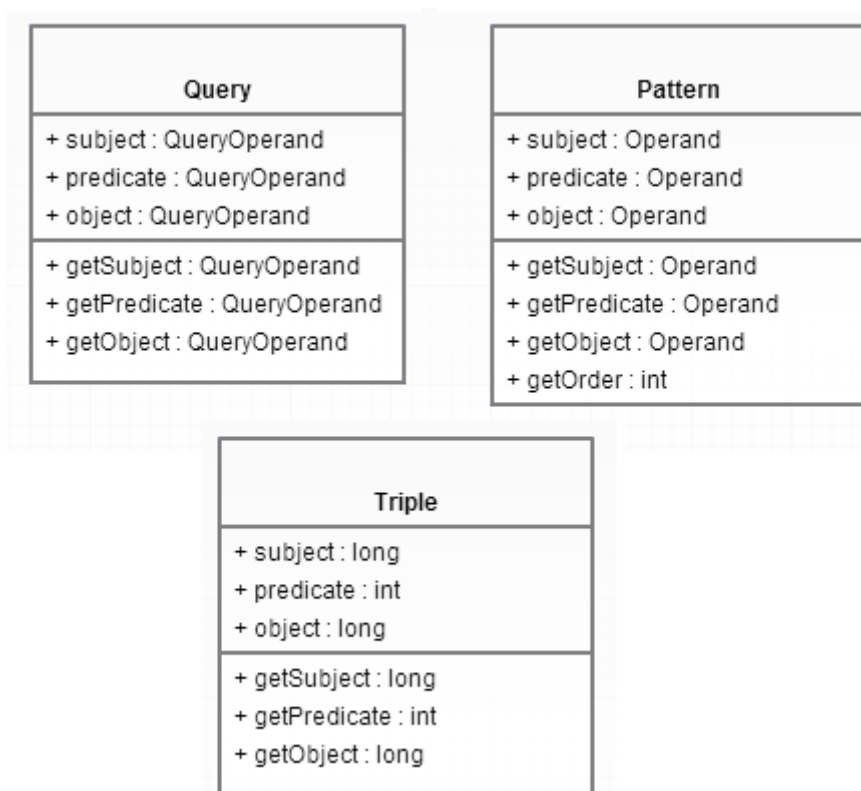 Query
+ subject : QueryOperand
+ predicate : QueryOperand
+ object : QueryOperand
+ getSubject : QueryOperand
+ getPredicate : QueryOperand
+ getObject : QueryOperand
Pattern
+ subject : Operand
+ predicate : Operand
+ object : Operand
+ getSubject : Operand
+ getPredicate : Operand
+ getObject : Operand
+ getOrder : int
Triple
+ subject : long
+ predicate : int
+ object : long
+ getSubject : long
+ getPredicate : int
+ getObject : long